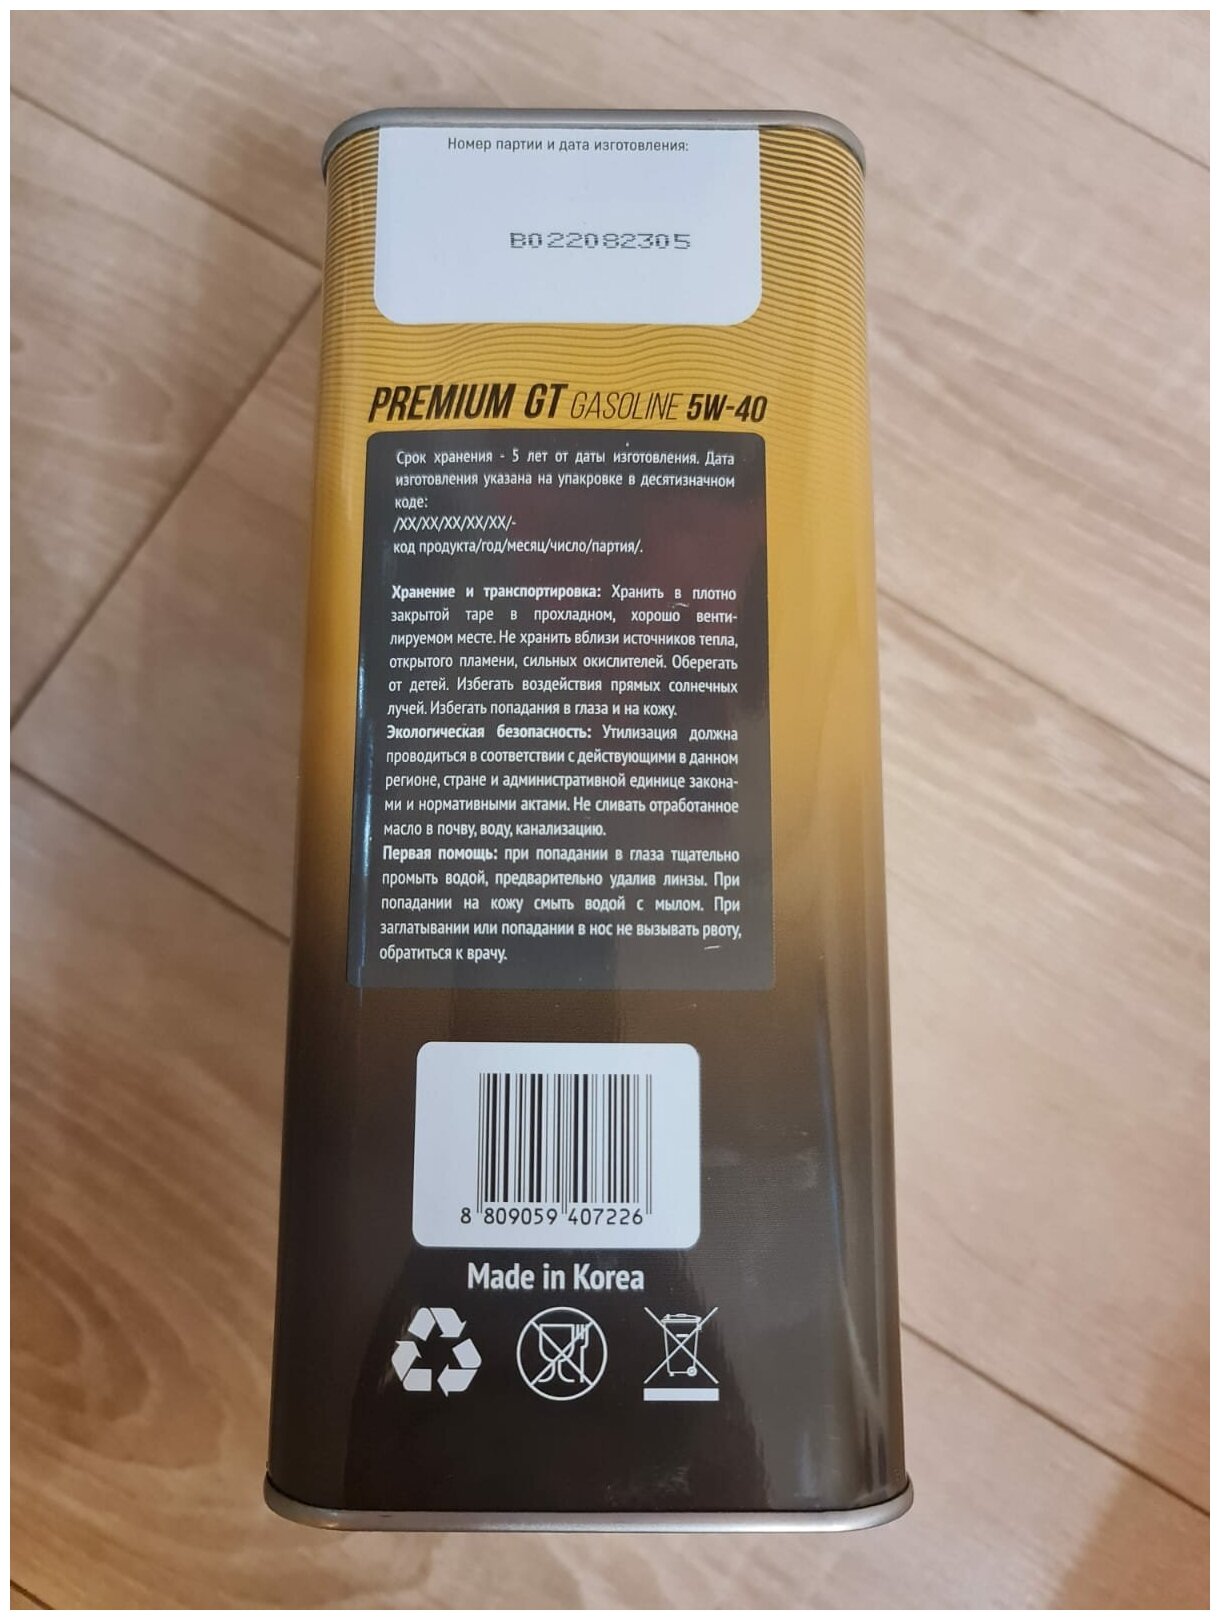 Номер партии и дата изготовления:
B022082305
PREMIUM GT GASOLINE 5W-40
Срок хранения - 5 лет от даты изготовления. Дата
изготовления указана на упаковке в десятизначном
коде:
/XX/XX/XX/XX/XX/-
код продукта/год/месяц/число/партия/.
Хранение и транспортировка: Хранить в плотно
закрытой таре в прохладном, хорошо венти-
лируемом месте. Не хранить вблизи источников тепла,
открытого пламени, сильных окислителей. Оберегать
от детей. Избегать воздействия прямых солнечных
лучей. Избегать попадания в глаза и на кожу.
Экологическая безопасность: Утилизация должна
проводиться в соответствии с действующими в данном
регионе, стране и административной единице закона-
ми и нормативными актами. Не сливать отработанное
масло в почву, воду, канализацию.
Первая помощь: при попадании в глаза тщательно
промыть водой, предварительно удалив линзы. При
попадании на кожу смыть водой с мылом. При
заглатывании или попадании в нос не вызывать рвоту,
обратиться к врачу.
8 809059 407226
Made in Korea